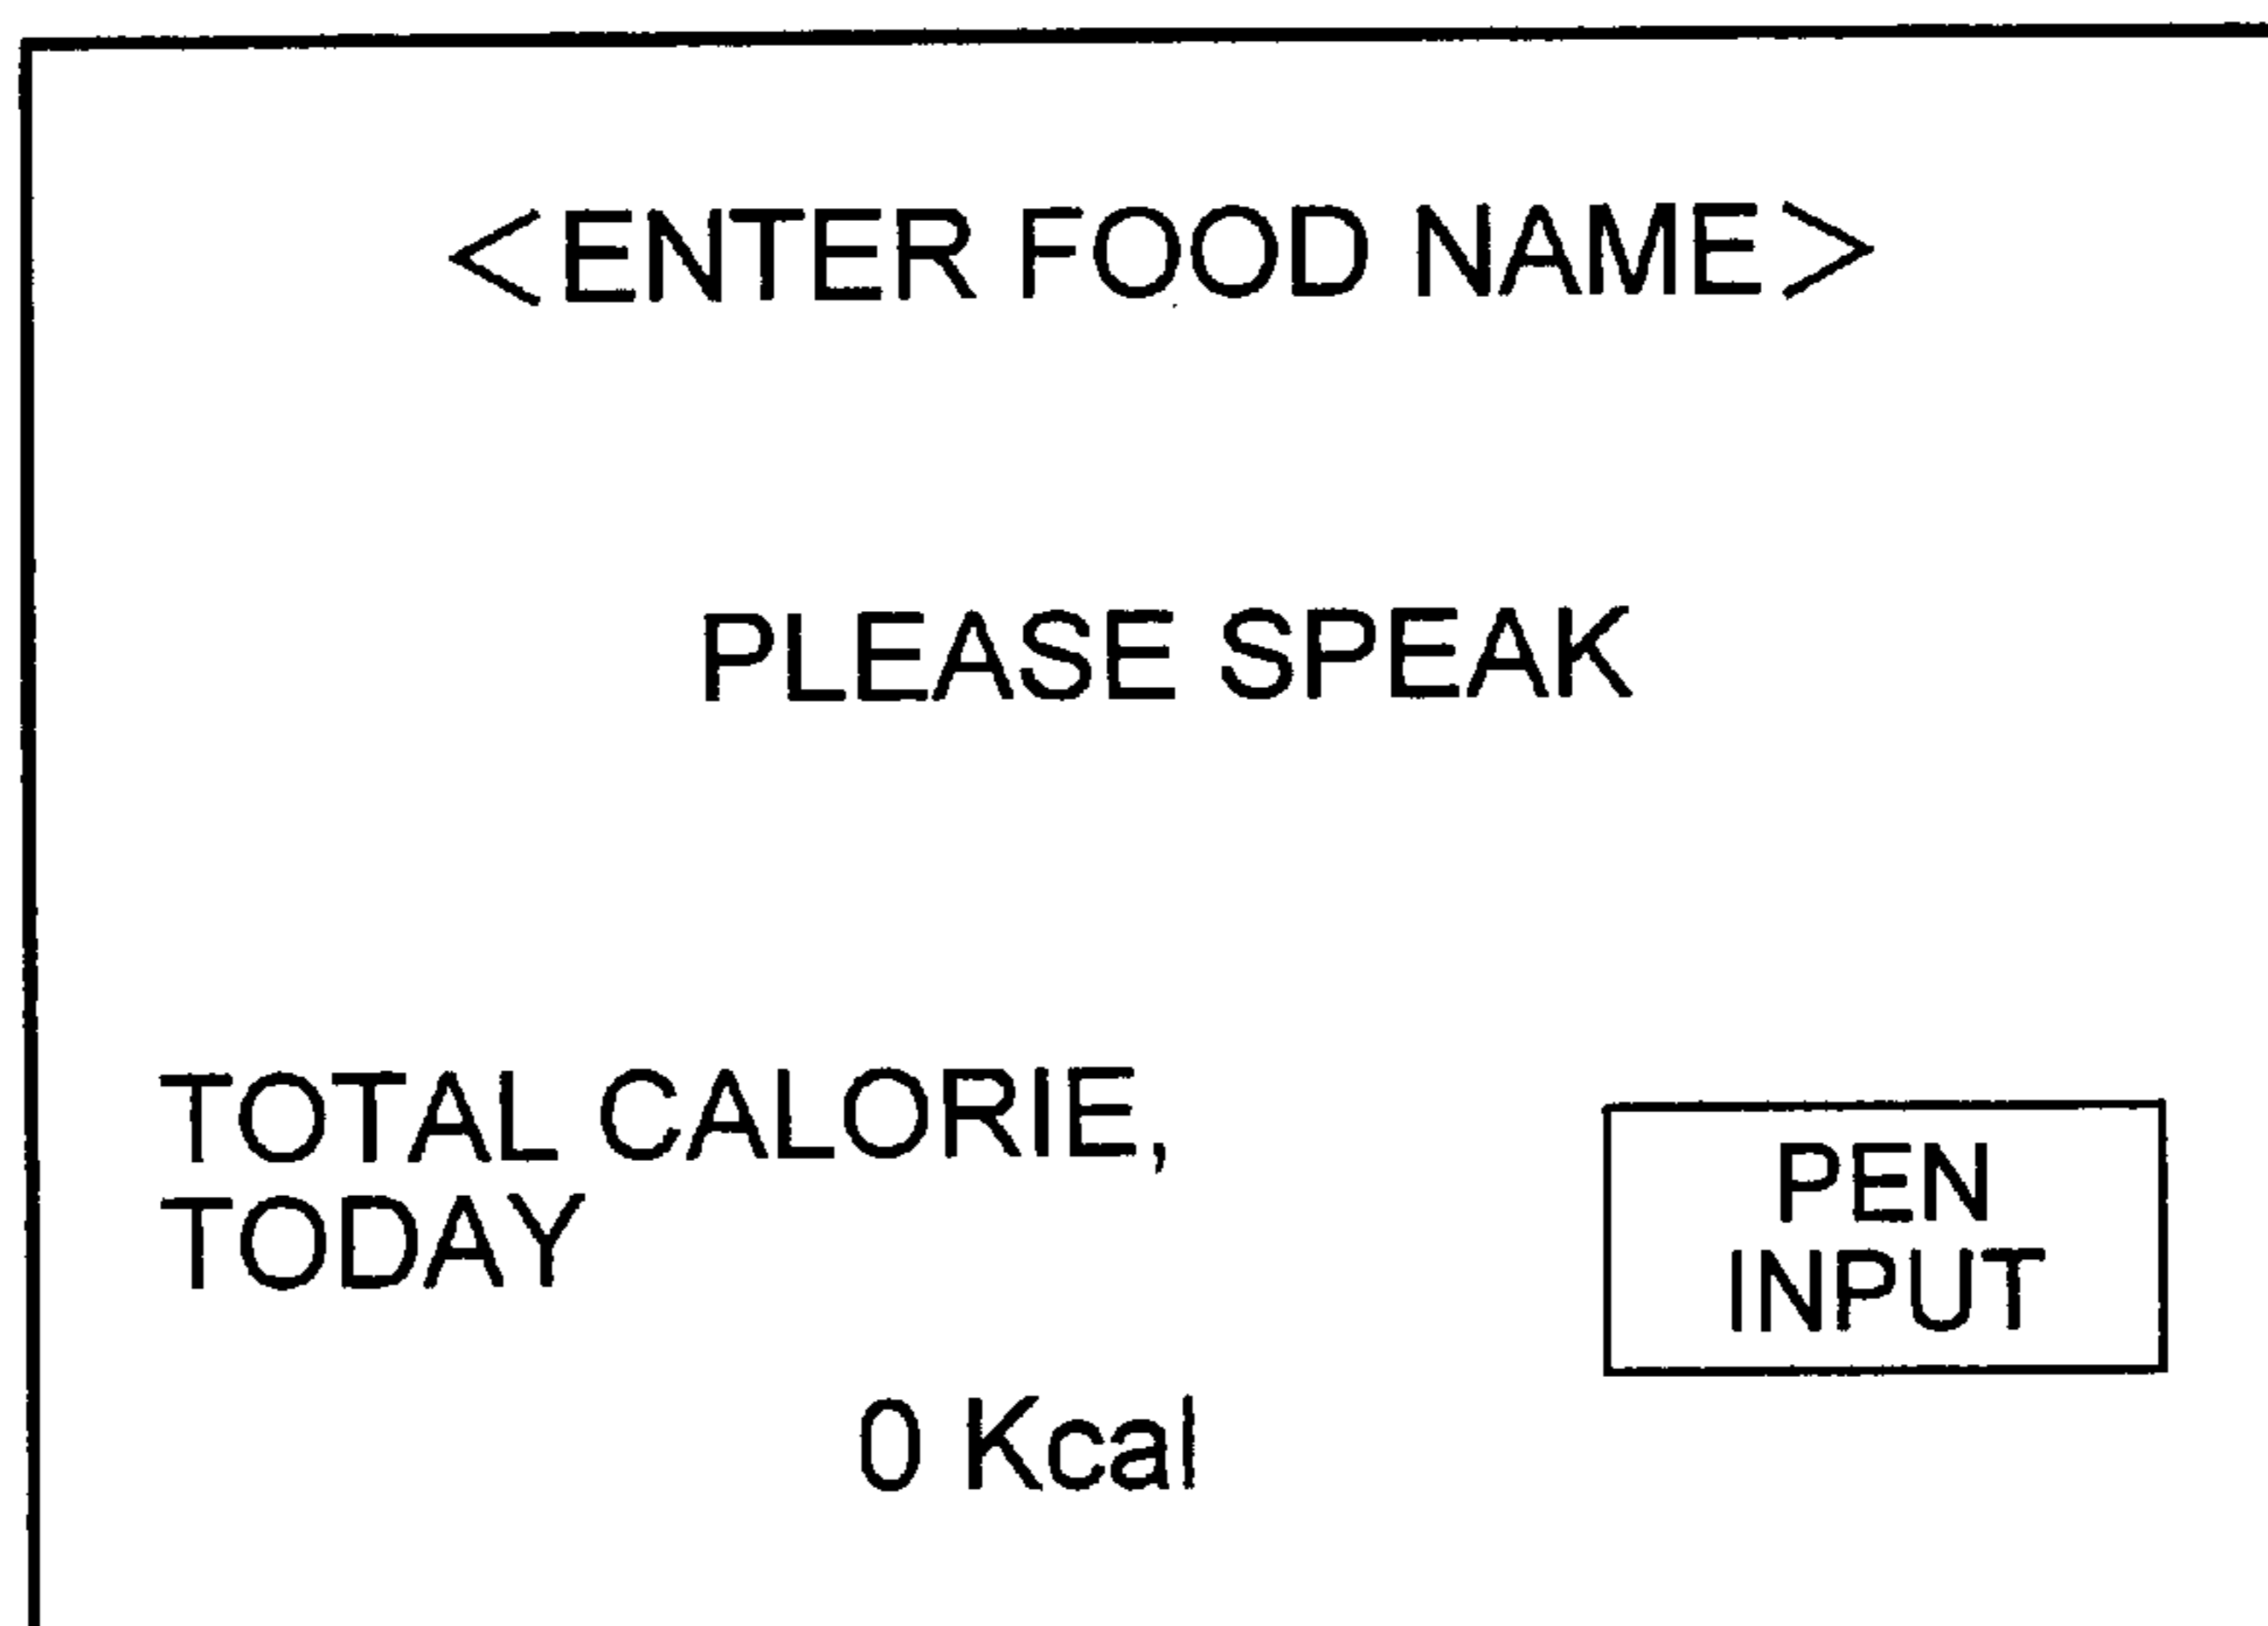 <ENTER FOOD NAME>
PLEASE SPEAK
TOTAL CALORIE,
TODAY
0 Kcal
PEN
INPUT